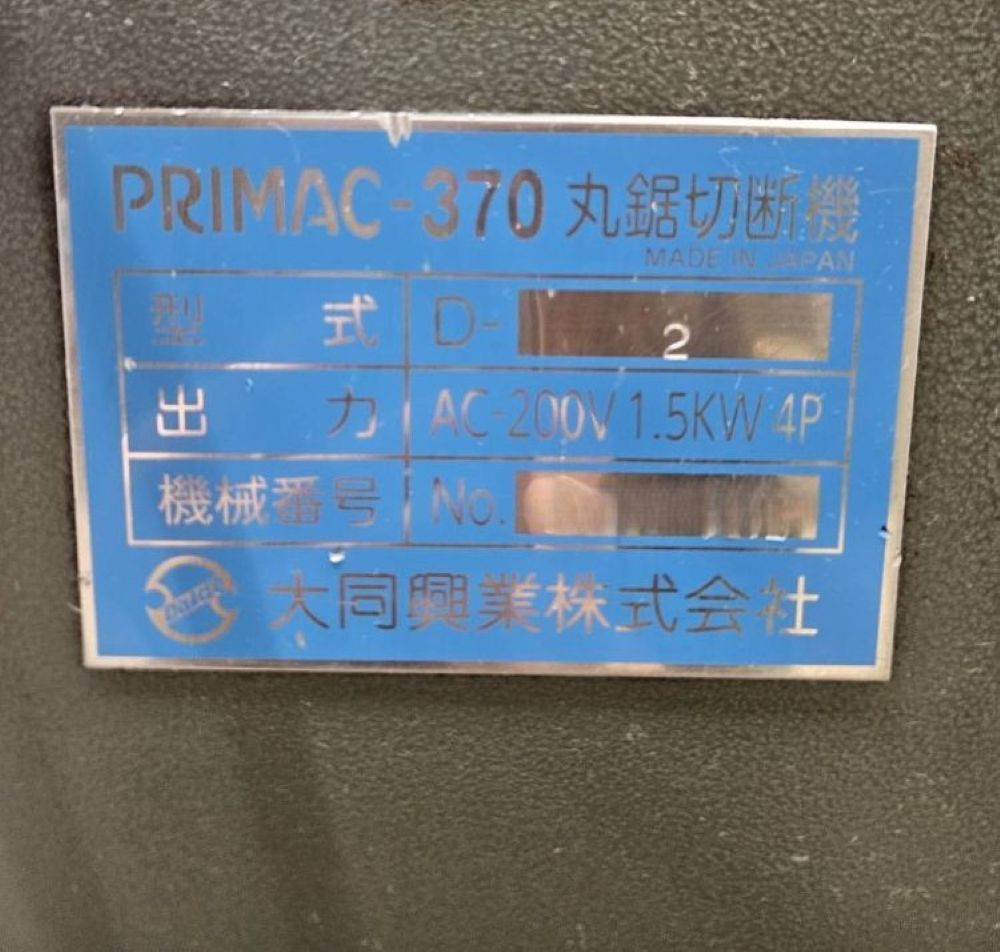 PRIMAC-370 丸鋸切断機
MADE IN JAPAN
型式 D- 2
出力 AC-200V 1.5KW 4P
機械番号 No.
大同興業株式会社